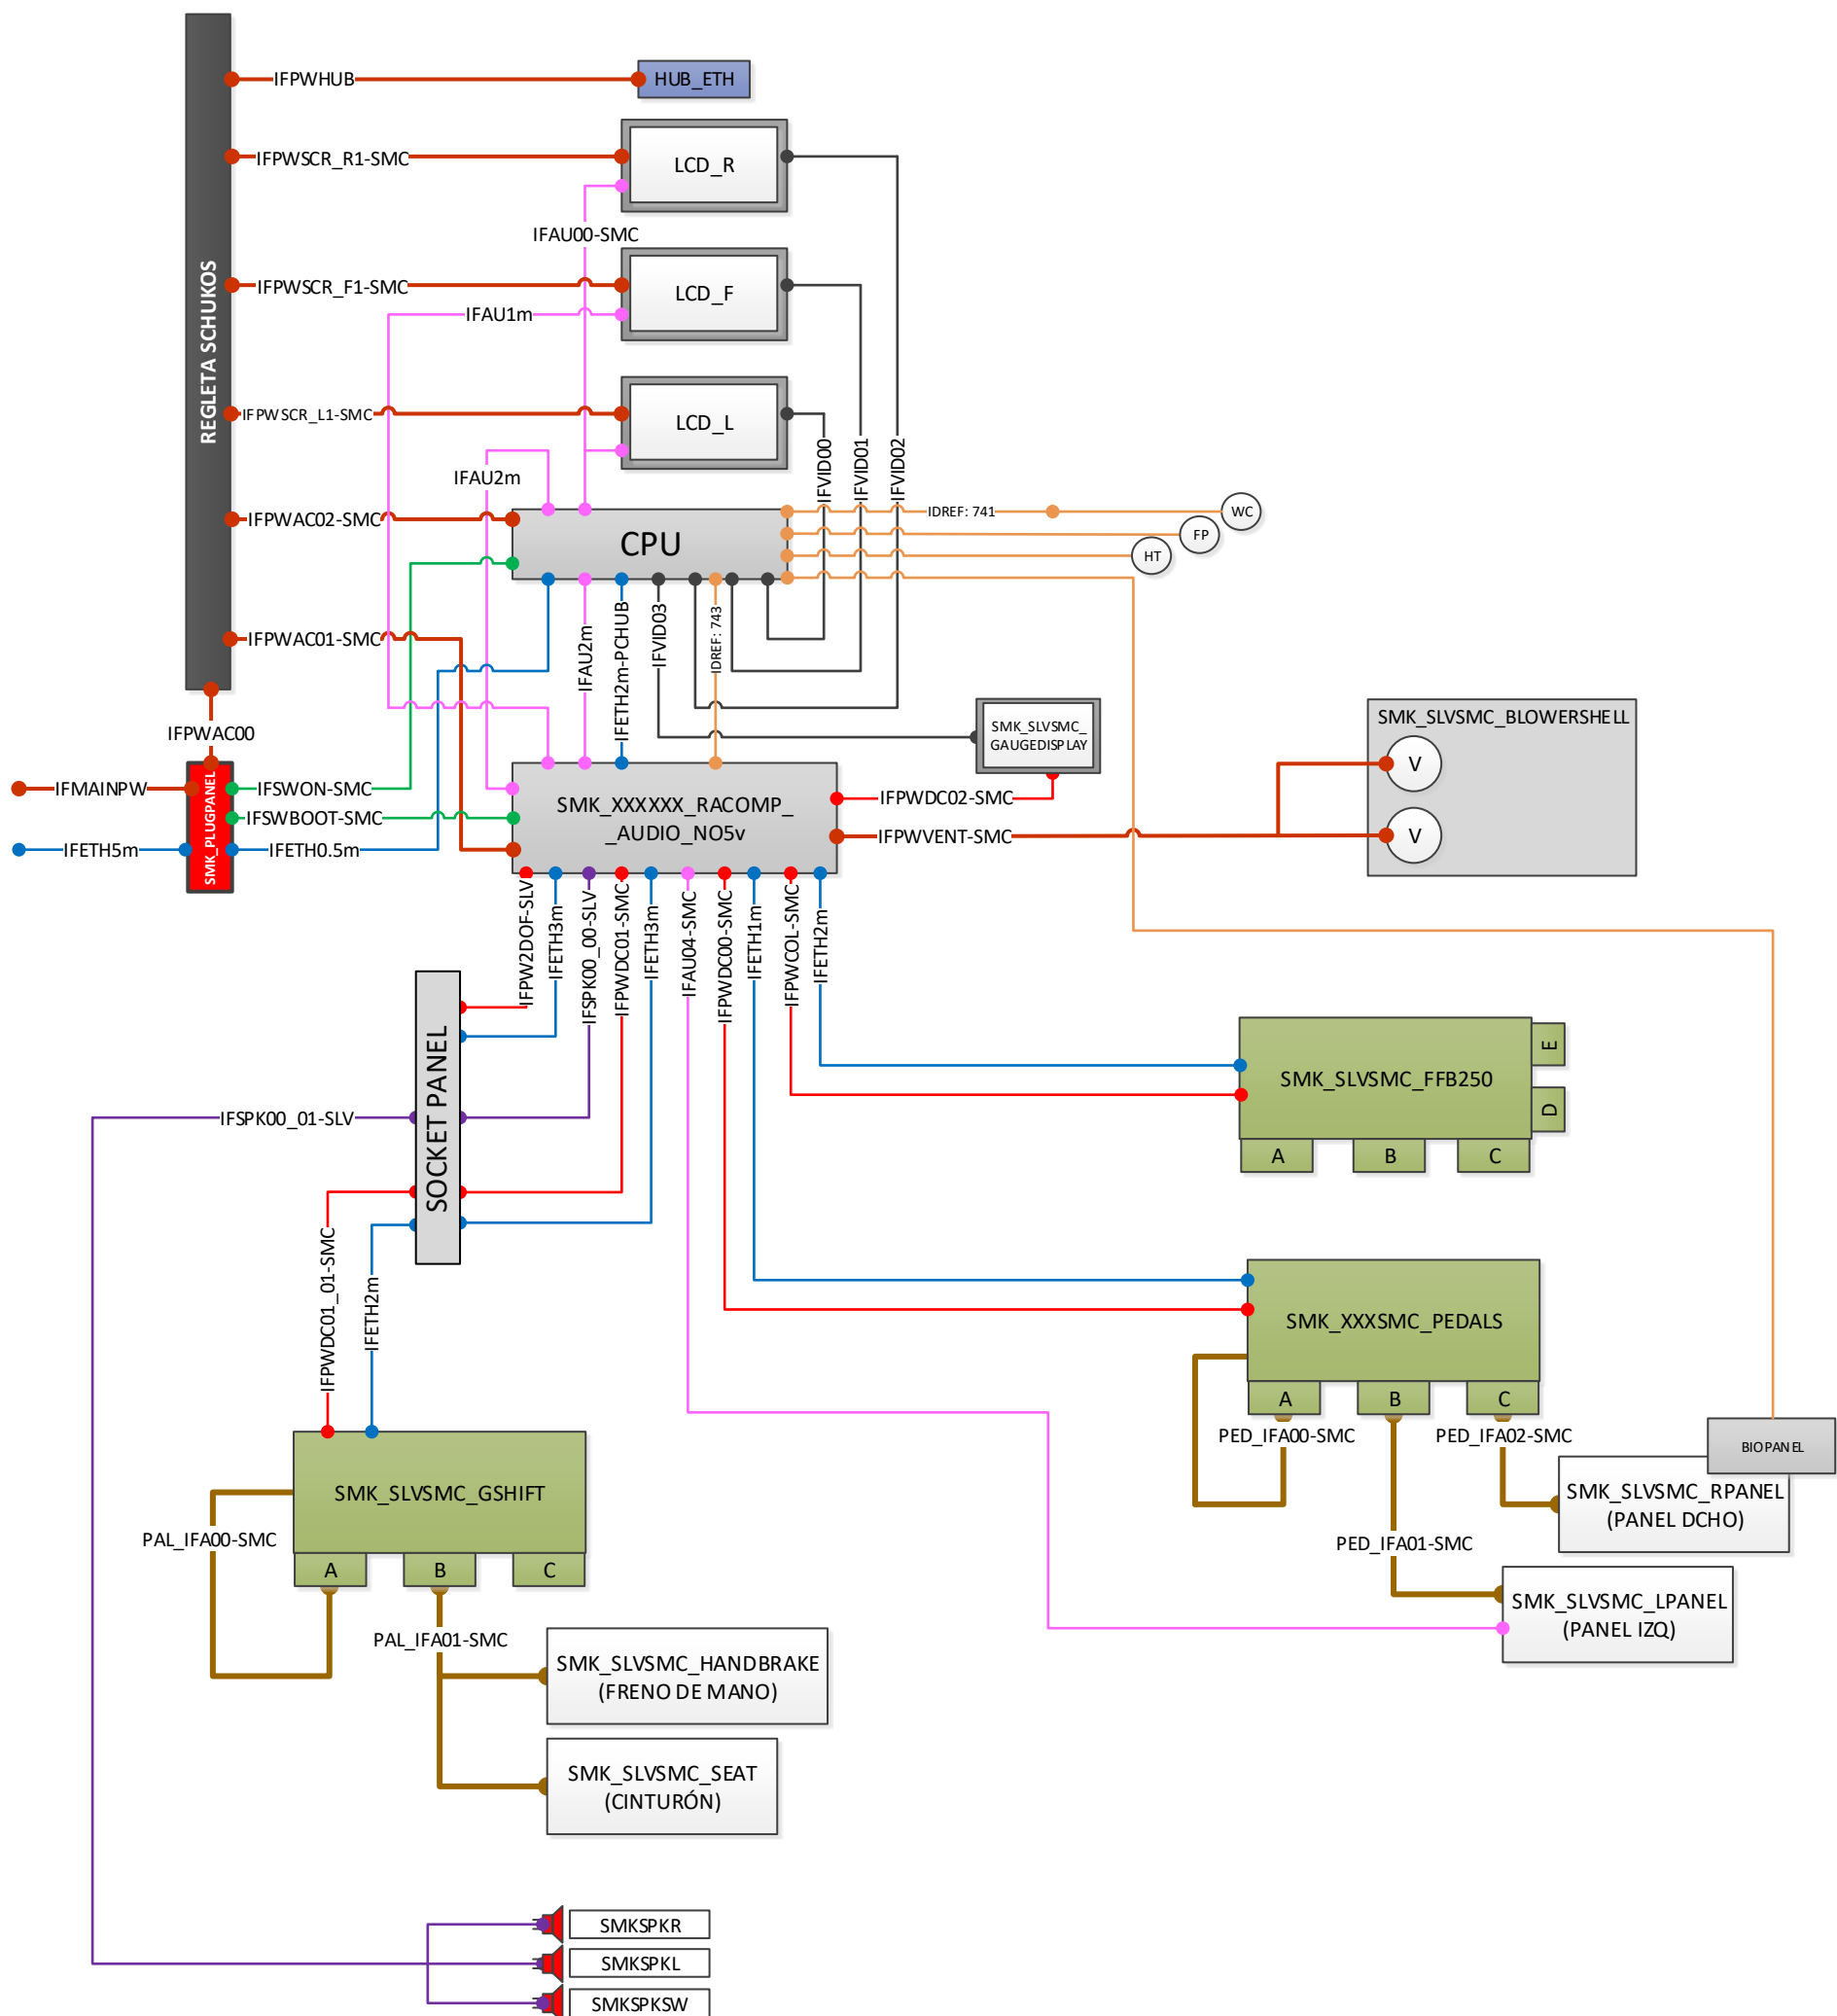 IFPWHUB
HUB_ETH
IFPWSCR_R1-SMC
LCD_R
IFAU00-SMC
REGLETA SCHUKOS
IFPWSCR_F1-SMC
LCD_F
IFAU1m
IFPWSCR_L1-SMC
LCD_L
IFVID00
IFVID01
IFVID02
IFAU2m
IFPWAC02-SMC
CPU
IDREF: 741
WC
FP
HT
IFPWAC01-SMC
IFAU2m
IFETH2m-PCHUB
IFVID03
IDREF: 743
IFPWAC00
SMK_SLVSMC_
GAUGEDISPLAY
SMK_SLVSMC_BLOWERSHELL
V
V
IFMAINPW
SMK_PLUGPANEL
IFSWON-SMC
IFSWBOOT-SMC
IFETH5m
IFETH0.5m
SMK_XXXXXX_RACOMP_
_AUDIO_NO5v
IFPWDC02-SMC
IFPWVENT-SMC
IFPW2DOF-SLV
IFETH3m
IFSPK00_00-SLV
IFPWDC01-SMC
IFETH3m
IFAU04-SMC
IFPWDC00-SMC
IFETH1m
IFPWCOL-SMC
IFETH2m
SOCKET PANEL
IFSPK00_01-SLV
SMK_SLVSMC_FFB250
E
D
A
B
C
IFPWDC01_01-SMC
IFETH2m
SMK_XXXSMC_PEDALS
A
B
C
PED_IFA00-SMC
PED_IFA02-SMC
BIOPANEL
SMK_SLVSMC_RPANEL
(PANEL DCHO)
PED_IFA01-SMC
SMK_SLVSMC_LPANEL
(PANEL IZQ)
SMK_SLVSMC_GSHIFT
PAL_IFA00-SMC
A
B
C
PAL_IFA01-SMC
SMK_SLVSMC_HANDBRAKE
(FRENO DE MANO)
SMK_SLVSMC_SEAT
(CINTURÓN)
SMKSPKR
SMKSPKL
SMKSPKSW